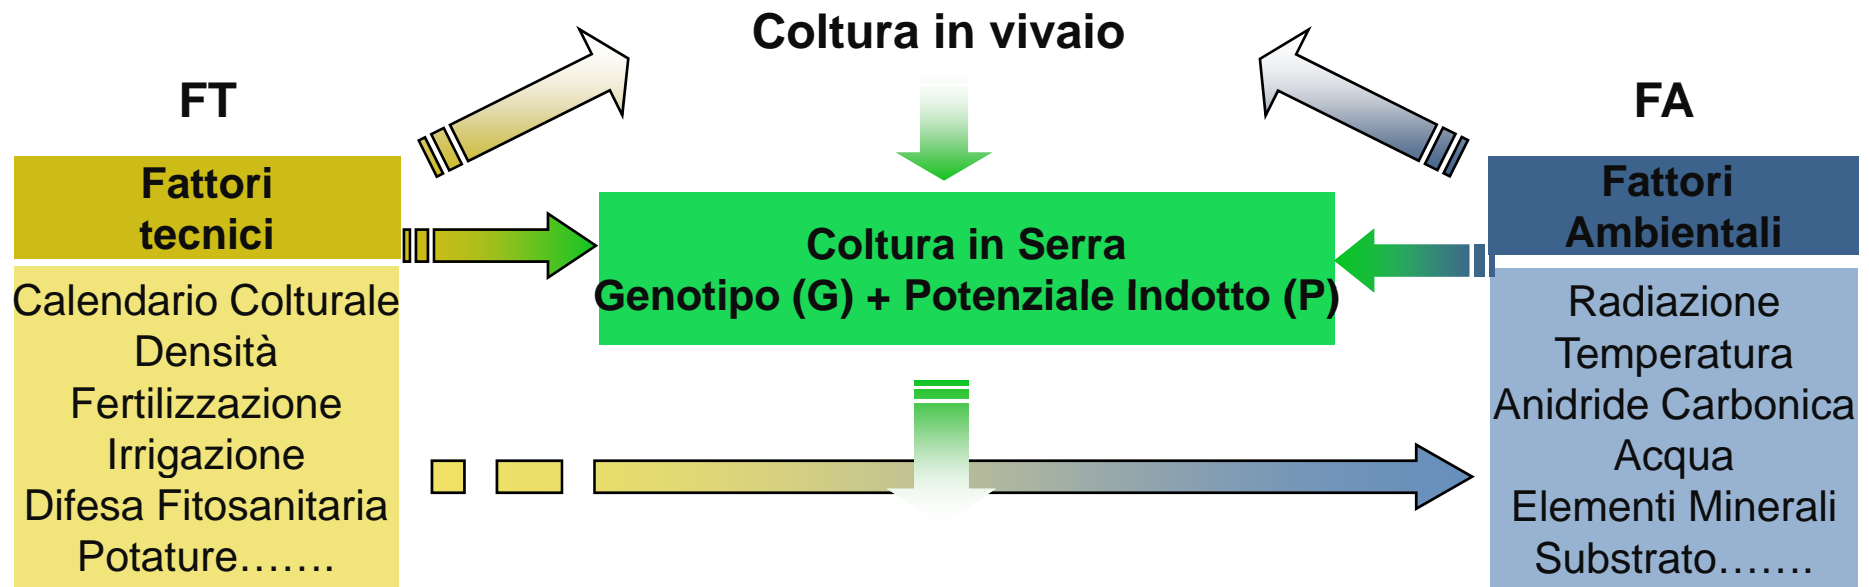 Coltura in vivaio
FT
FA
Fattori
tecnici
Fattori
Ambientali
Coltura in Serra
Genotipo (G) + Potenziale Indotto (P)
Calendario Colturale
Densità
Fertilizzazione
Irrigazione
Difesa Fitosanitaria
Potature…….
Radiazione
Temperatura
Anidride Carbonica
Acqua
Elementi Minerali
Substrato…….